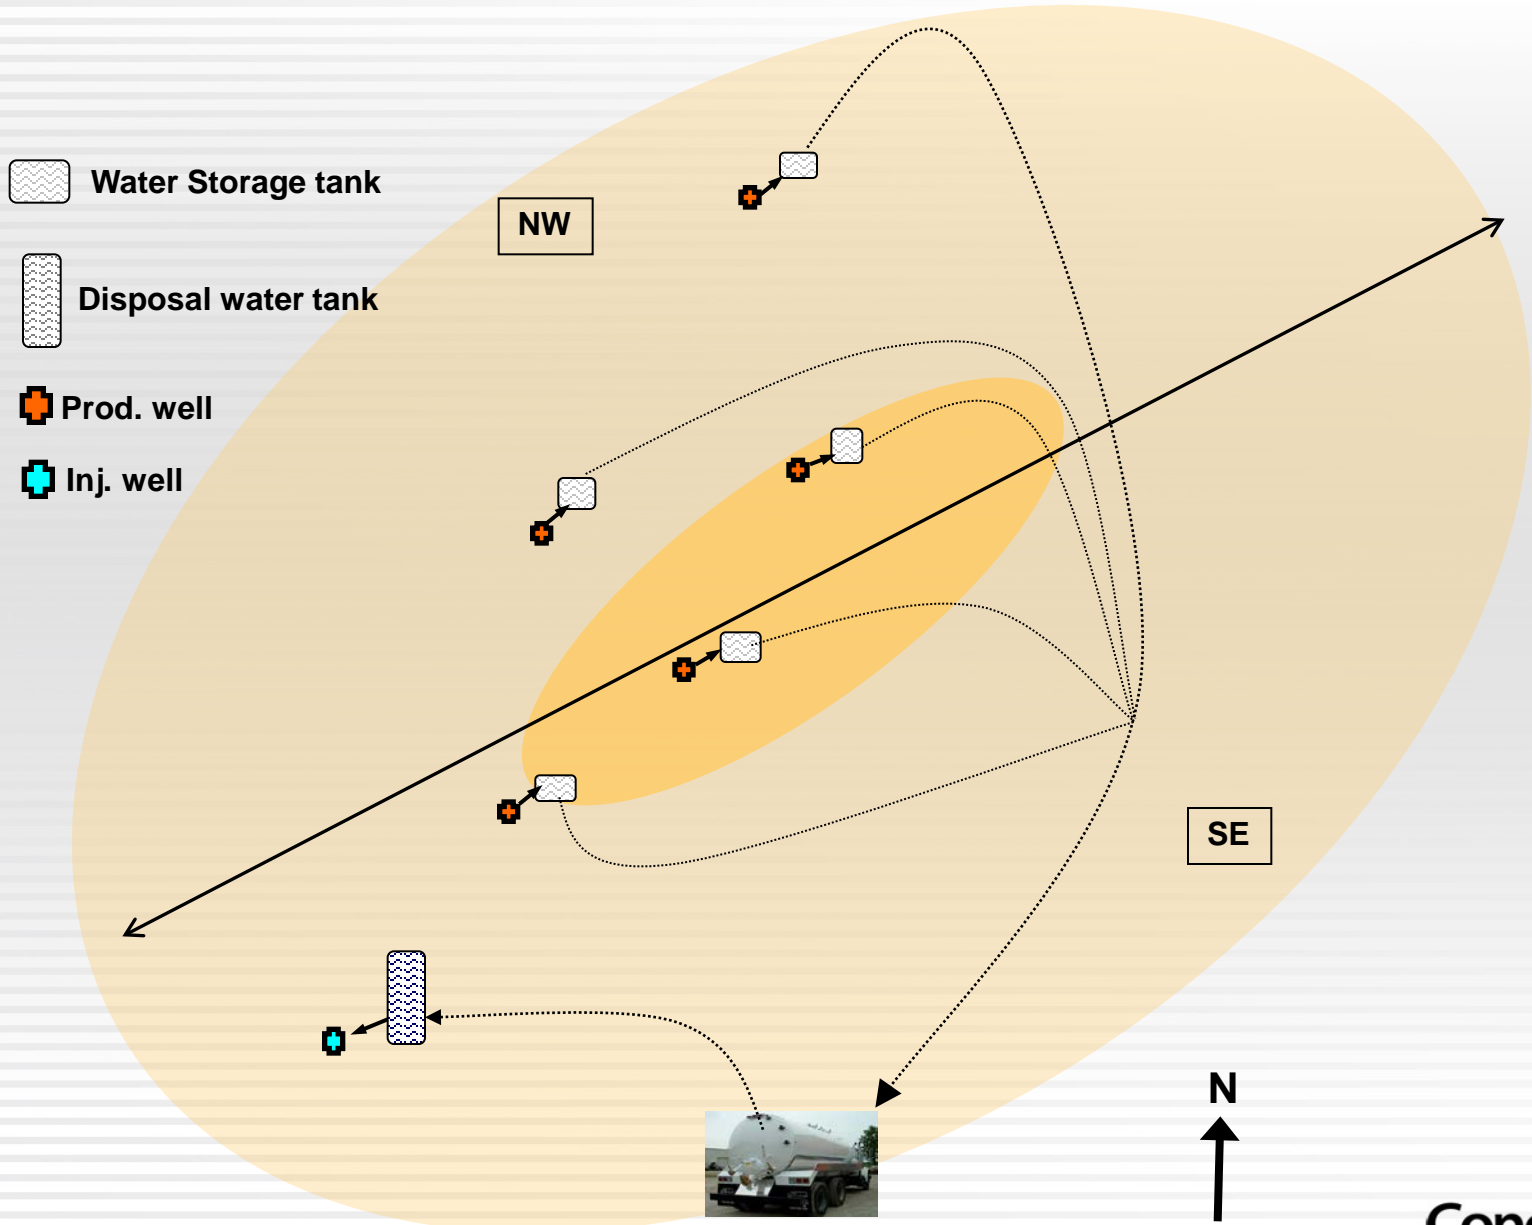 Water Storage tank
NW
Disposal water tank
Prod. well
Inj. well
SE
N